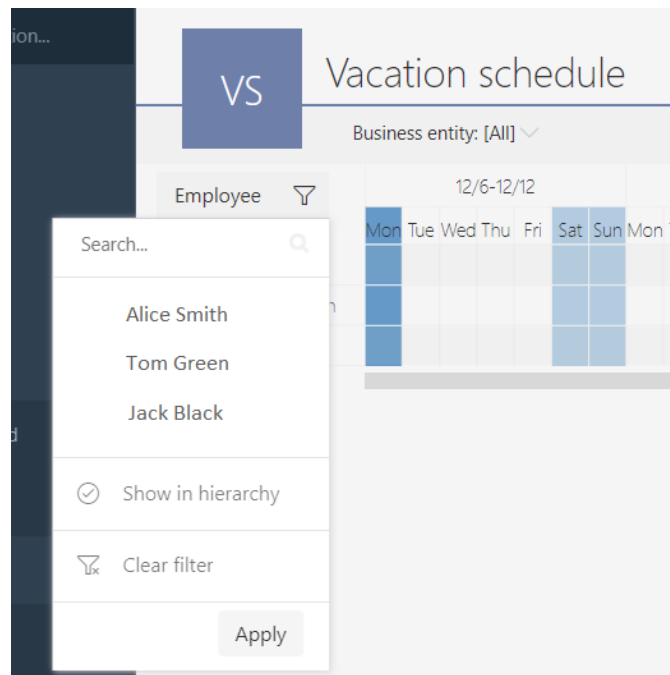 ion...
VS
Vacation schedule
Business entity: [All]
Employee
12/6-12/12
Mon Tue Wed Thu Fri Sat Sun Mon
Search...
Alice Smith
Tom Green
Jack Black
Show in hierarchy
Clear filter
Apply